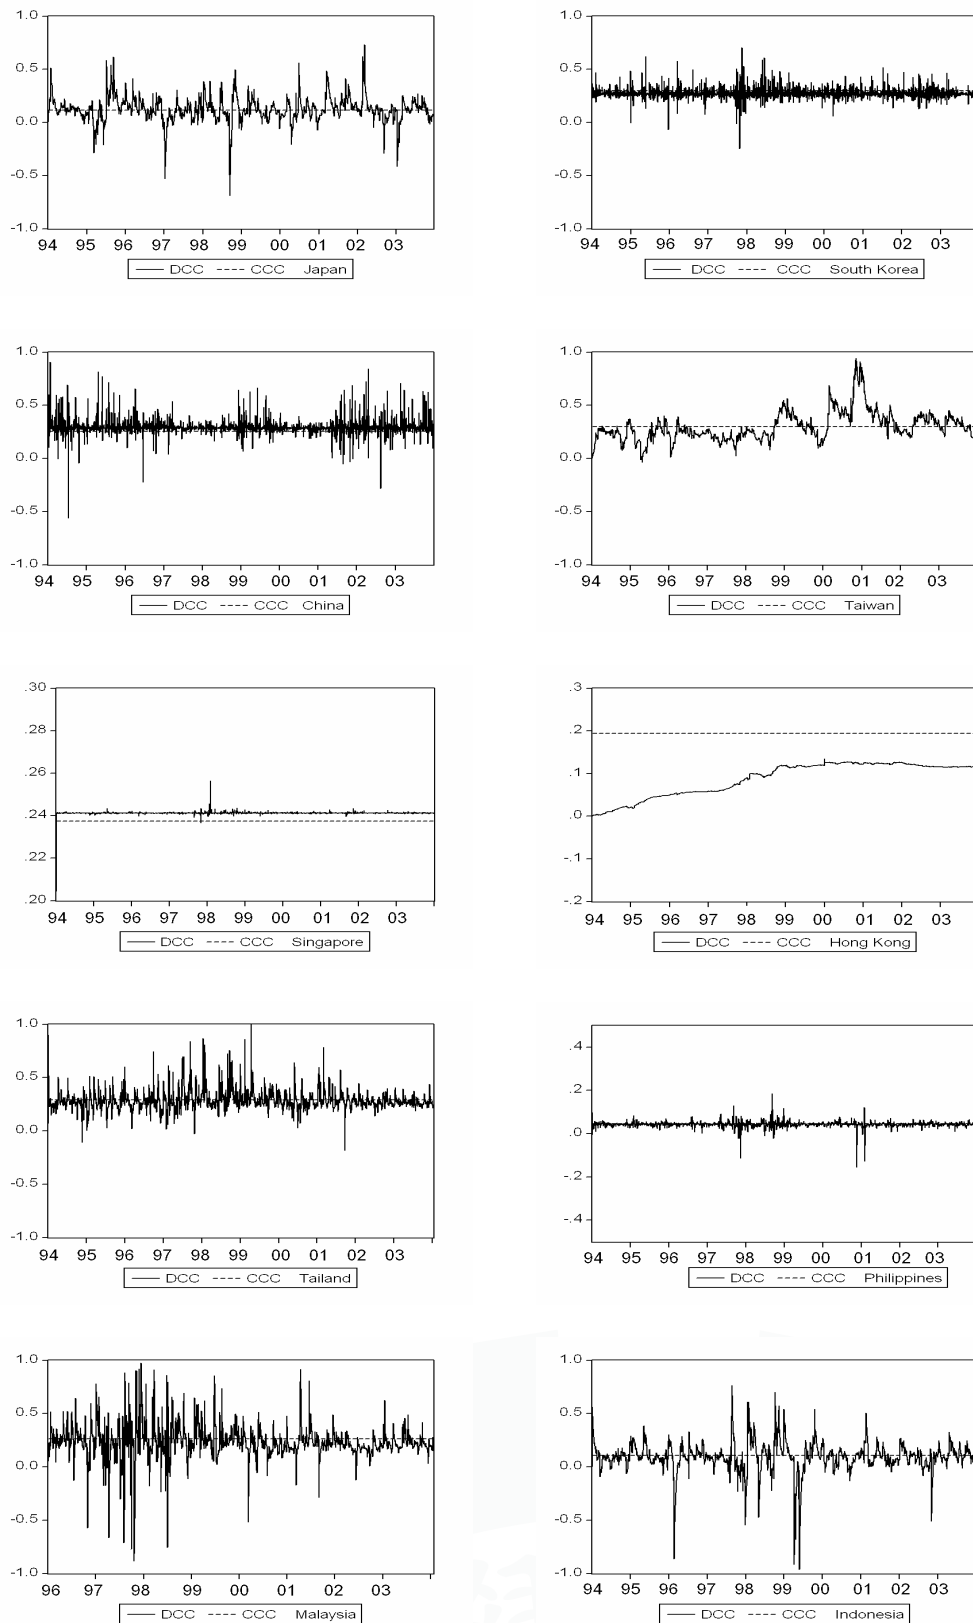 1.0
0.5
0.0
-0.5
-1.0
94 95 96 97 98 99 00 01 02 03
DCC CCC Japan
1.0
0.5
0.0
-0.5
-1.0
94 95 96 97 98 99 00 01 02 03
DCC CCC South Korea
1.0
0.5
0.0
-0.5
-1.0
94 95 96 97 98 99 00 01 02 03
DCC CCC China
1.0
0.5
0.0
-0.5
-1.0
94 95 96 97 98 99 00 01 02 03
DCC CCC Taiwan
.30
.28
.26
.24
.22
.20
94 95 96 97 98 99 00 01 02 03
DCC CCC Singapore
.3
.2
.1
.0
-.1
-.2
94 95 96 97 98 99 00 01 02 03
DCC CCC Hong Kong
1.0
0.5
0.0
-0.5
-1.0
94 95 96 97 98 99 00 01 02 03
DCC CCC Tailand
.4
.2
.0
-.2
-.4
94 95 96 97 98 99 00 01 02 03
DCC CCC Philippines
1.0
0.5
0.0
-0.5
-1.0
96 97 98 99 00 01 02 03
DCC CCC Malaysia
1.0
0.5
0.0
-0.5
-1.0
94 95 96 97 98 99 00 01 02 03
DCC CCC Indonesia